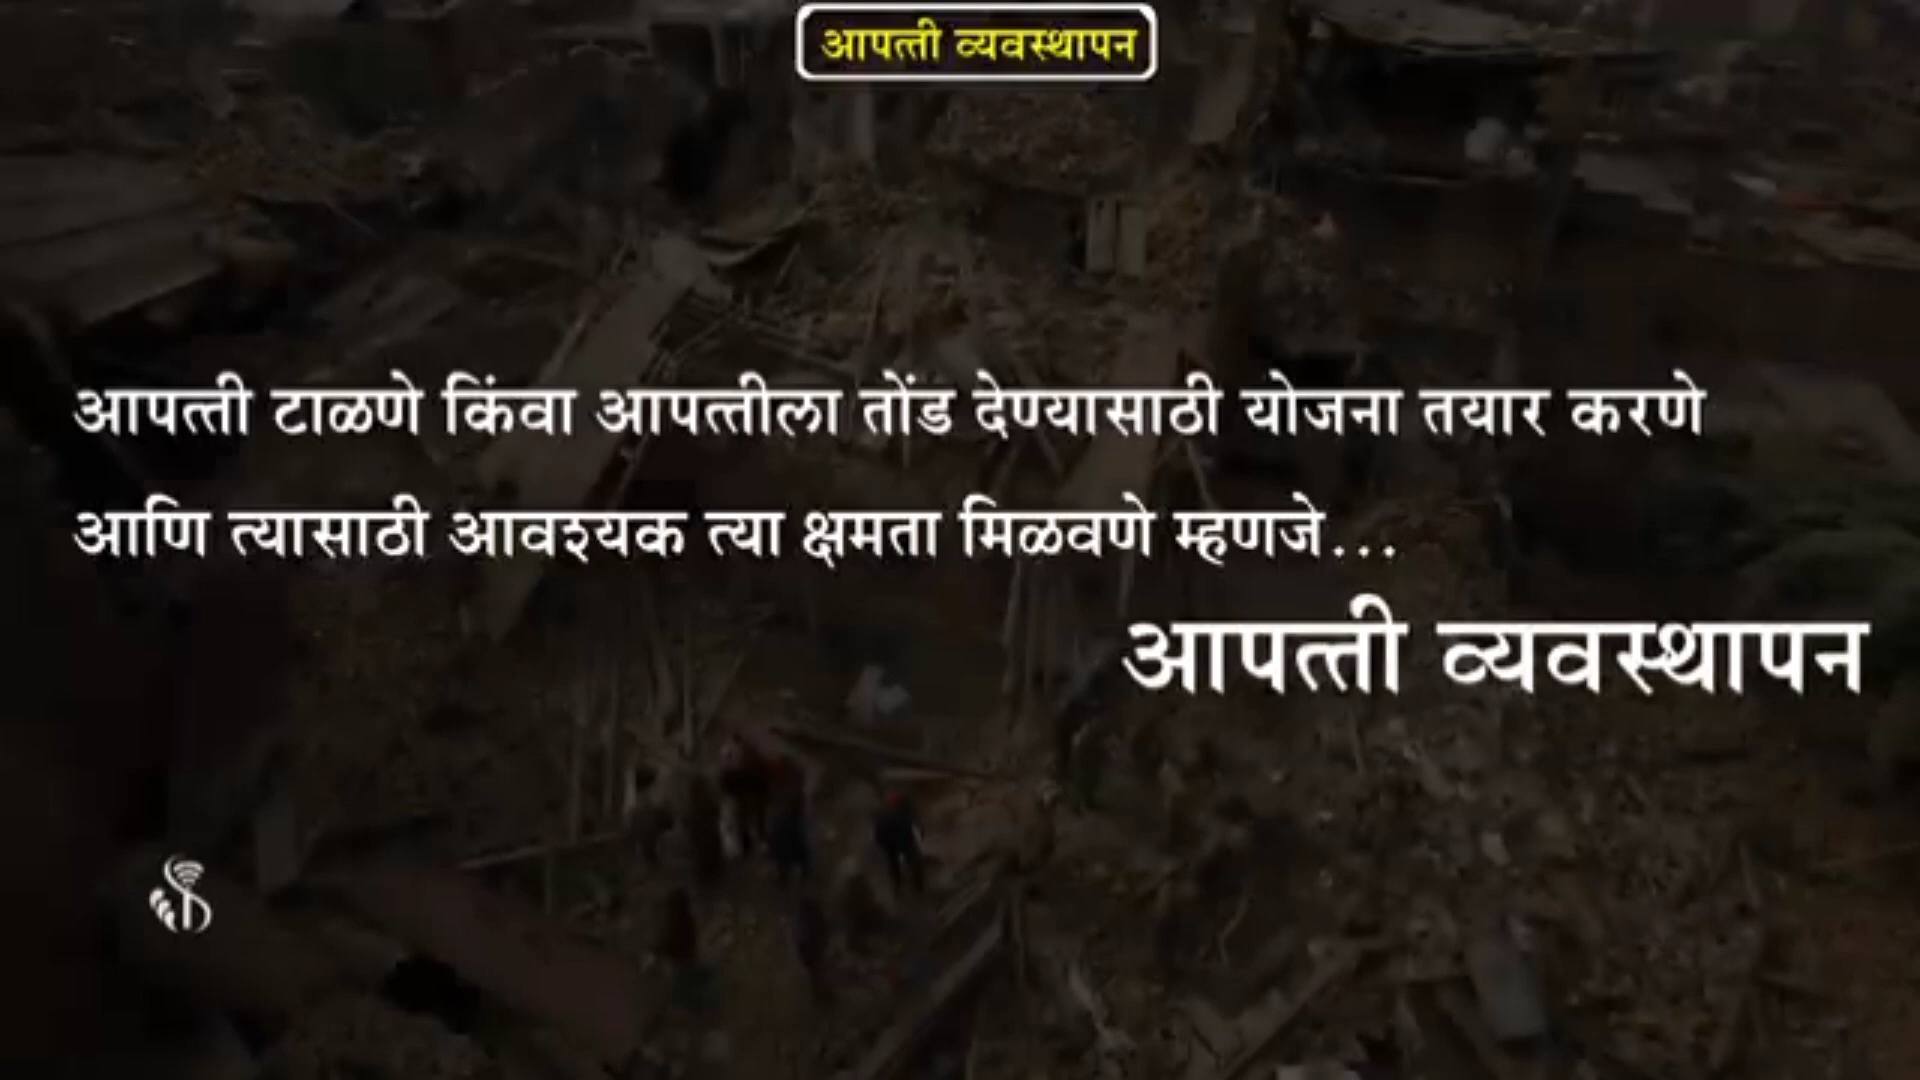 आपत्ती व्यवस्थापन
आपत्ती टाळणे किंवा आपत्तीला तोंड देण्यासाठी योजना तयार करणे
आणि त्यासाठी आवश्यक त्या क्षमता मिळवणे म्हणजे...
आपत्ती व्यवस्थापन